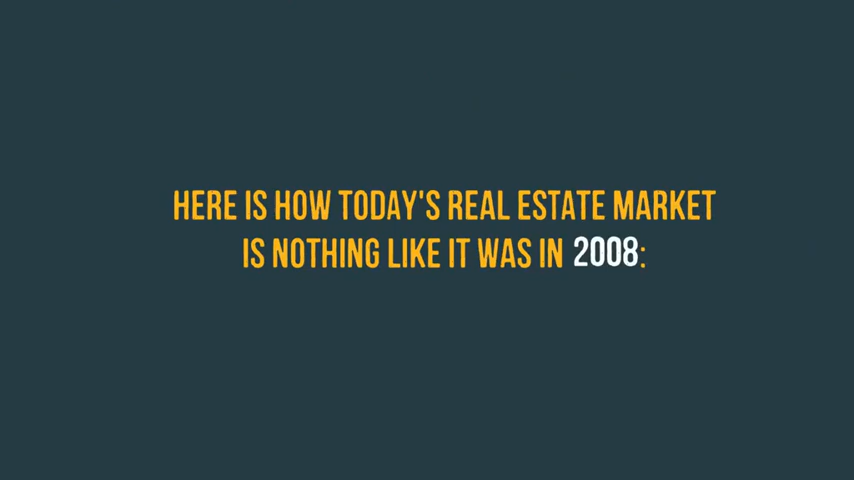 HERE IS HOW TODAY'S REAL ESTATE MARKET
IS NOTHING LIKE IT WAS IN 2008: